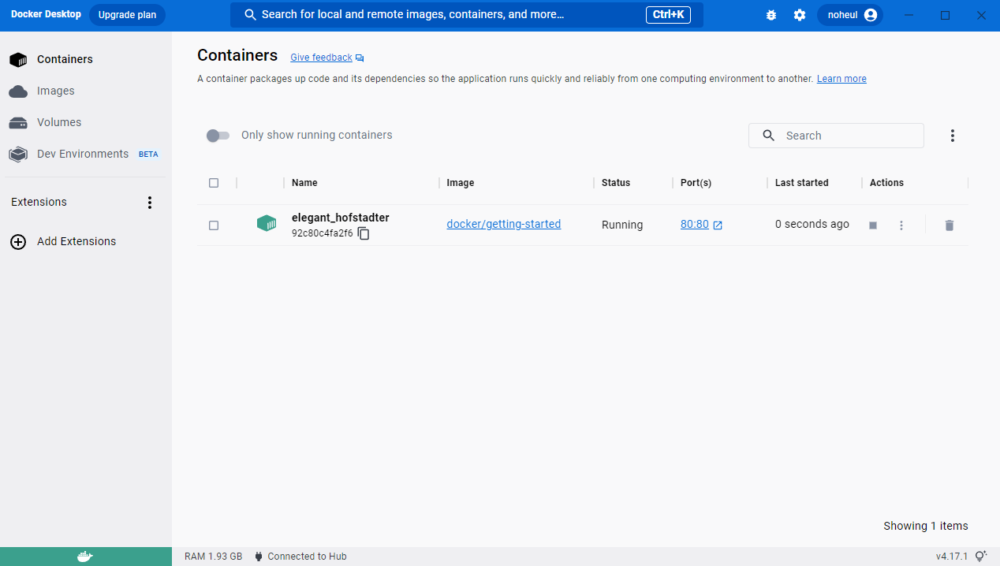 Docker Desktop Upgrade plan Search for local and remote images, containers, and more... Ctrl+K noheul
Containers
Images
Volumes
Dev Environments BETA
Extensions
Add Extensions
Containers Give feedback
A container packages up code and its dependencies so the application runs quickly and reliably from one computing environment to another. Learn more
Only show running containers Search
Name Image Status Port(s) Last started Actions
elegant_hofstadter
92c80c4fa2f6 docker/getting-started Running 80:80 0 seconds ago
Showing 1 items
RAM 1.93 GB Connected to Hub v4.17.1